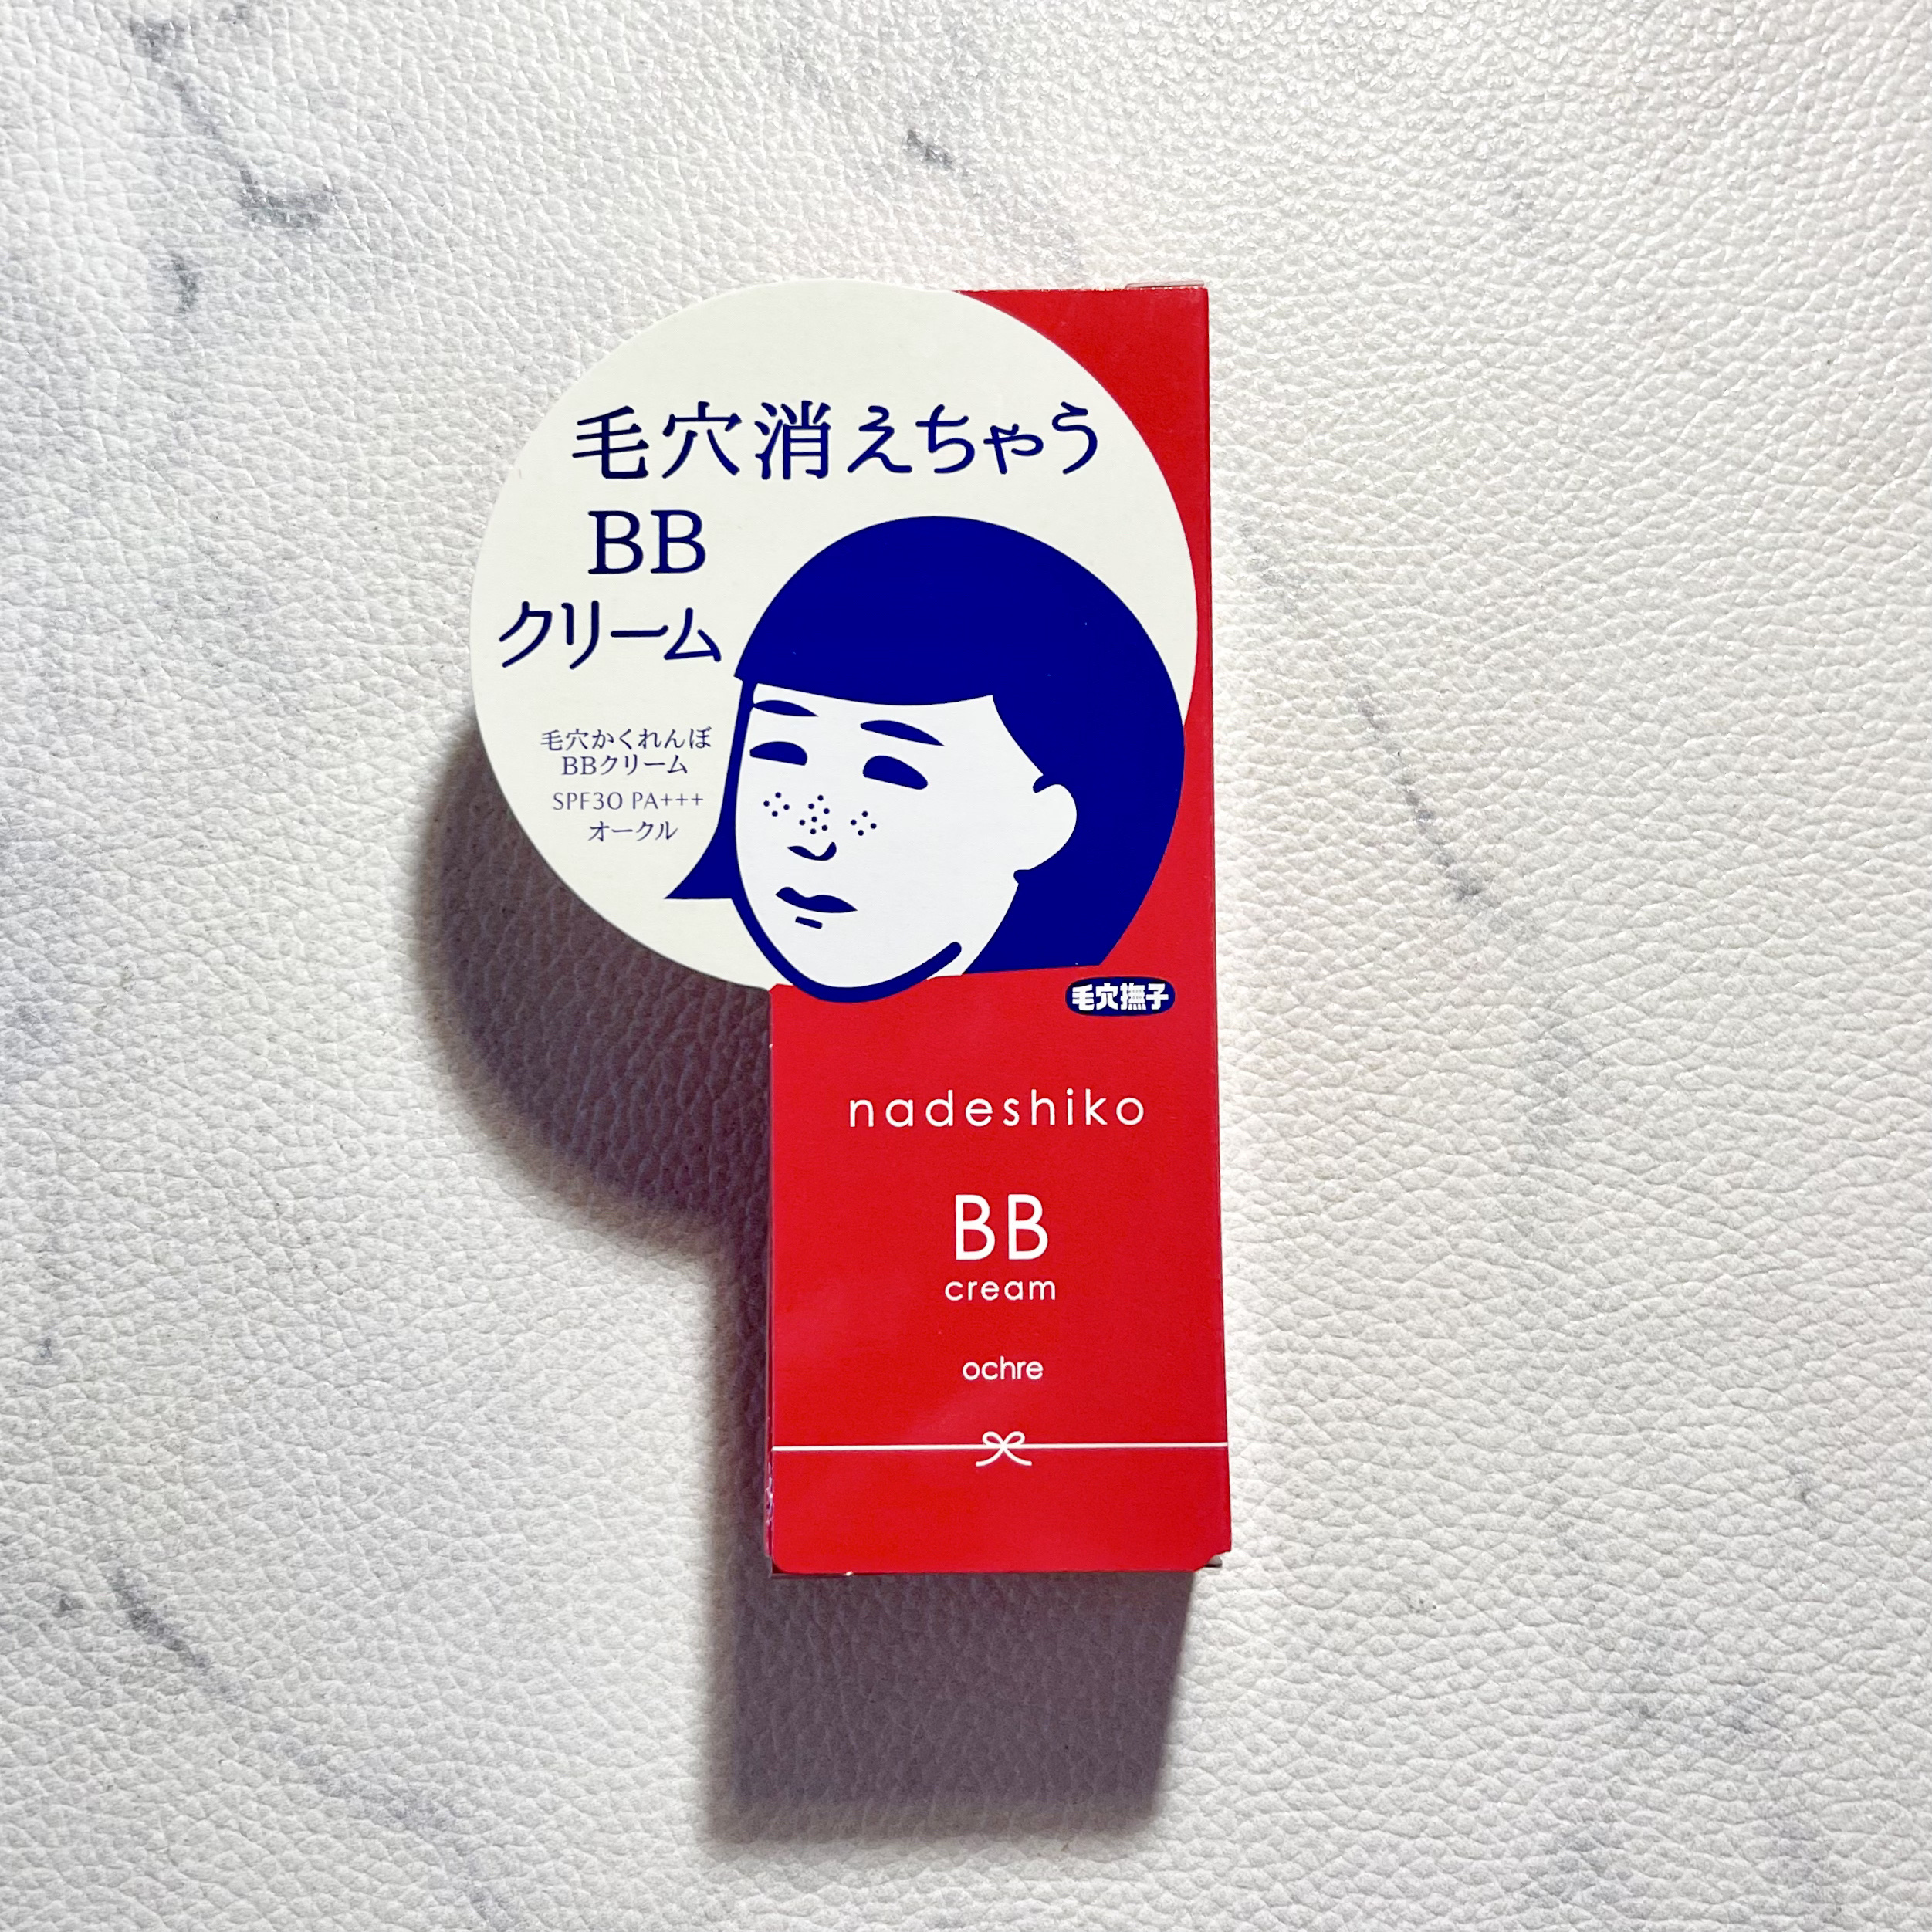 毛穴消えちゃう
BB
クリーム
毛穴かくれんぼ
BBクリーム
SPF30 PA+++
オークル
毛穴撫子
nadeshiko
BB
cream
ochre